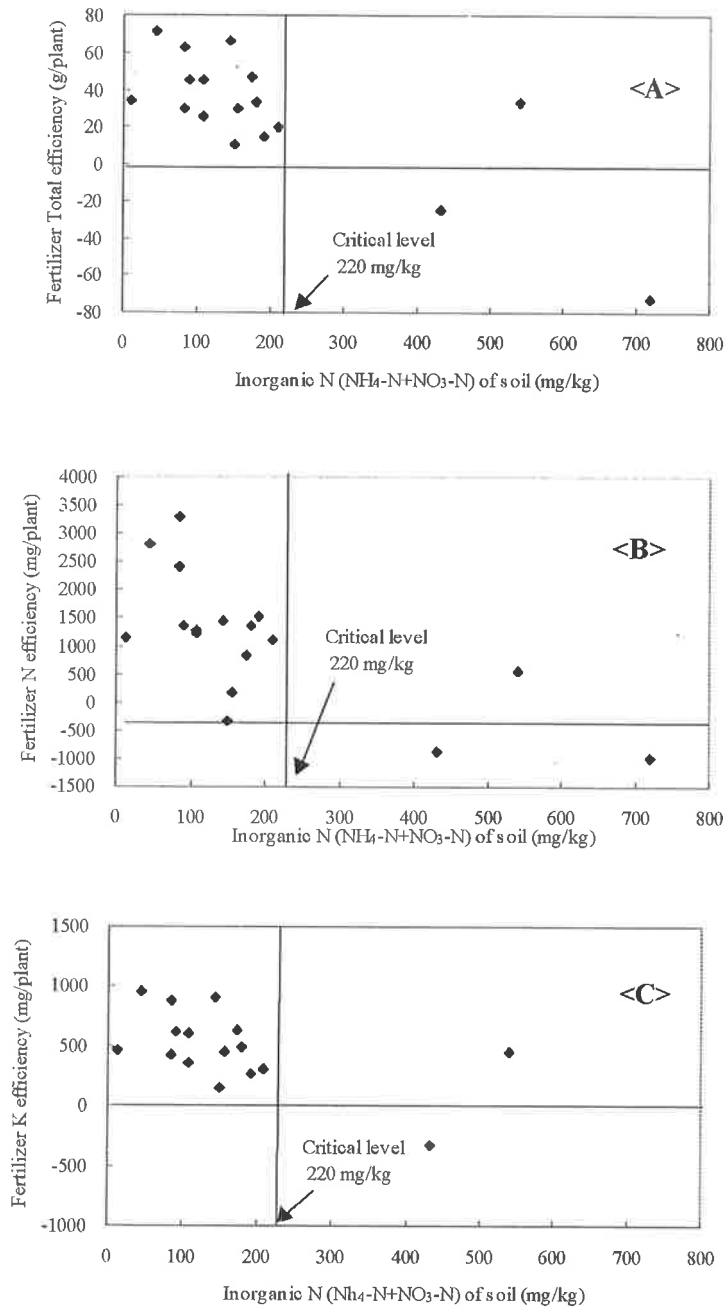 80
60
40
20
0
-20
-40
-60
-80
Fertilizer Total efficiency (g/plant)
<A>
Critical level
220 mg/kg
0 100 200 300 400 500 600 700 800
Inorganic N (NH4-N+NO3-N) of soil (mg/kg)
4000
3500
3000
2500
2000
1500
1000
500
0
-500
-1000
-1500
Fertilizer N efficiency (mg/plant)
<B>
Critical level
220 mg/kg
0 100 200 300 400 500 600 700 800
Inorganic N (NH4-N+NO3-N) of soil (mg/kg)
1500
1000
500
0
-500
-1000
Fertilizer K efficiency (mg/plant)
<C>
Critical level
220 mg/kg
0 100 200 300 400 500 600 700 800
Inorganic N (Nh4-N+NO3-N) of soil (mg/kg)